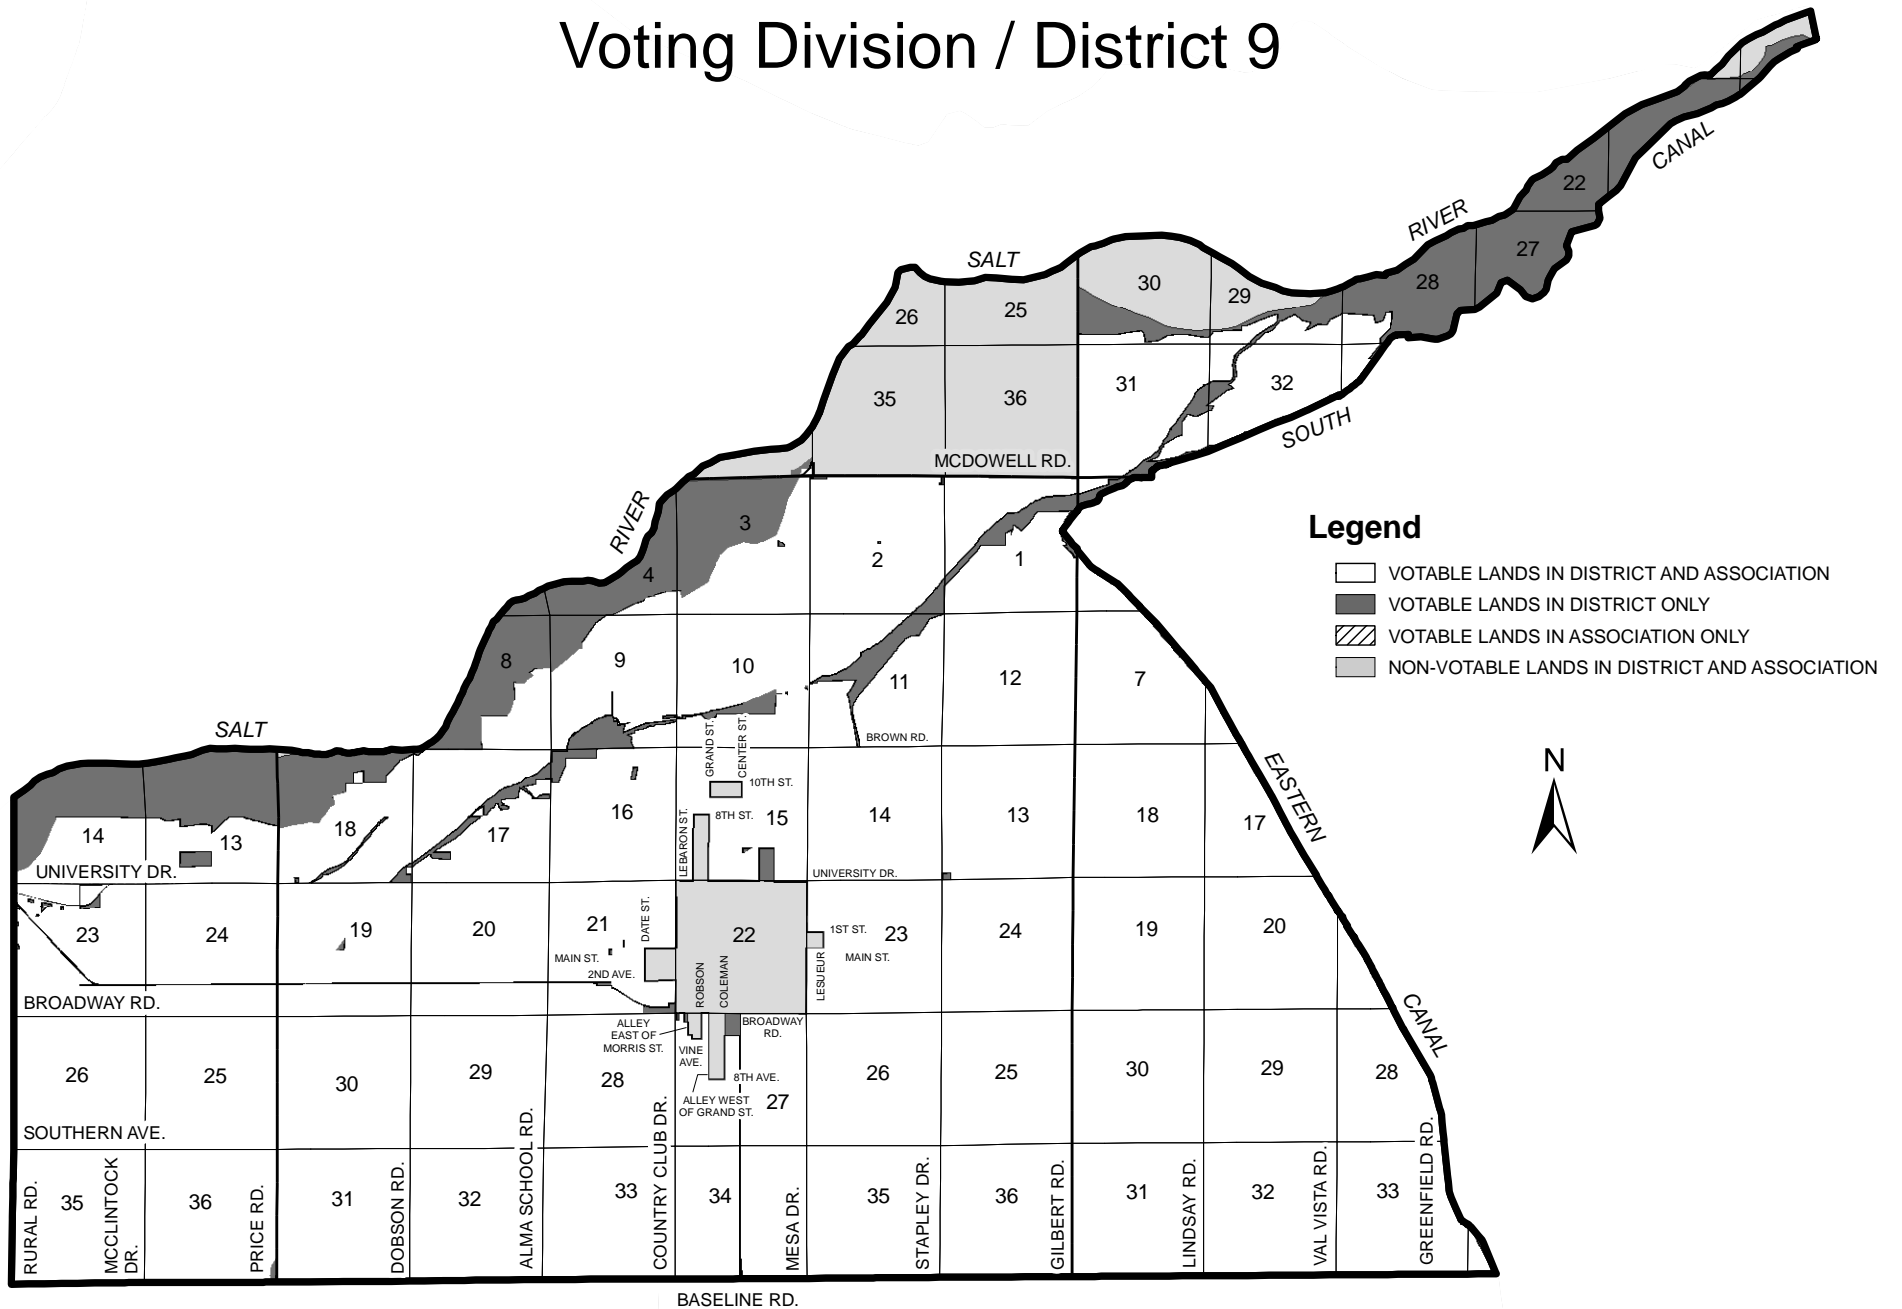 Voting Division / District 9
CANAL
22
RIVER
27
SALT
28
30
29
26
25
31
32
35
36
SOUTH
MCDOWELL RD.
RIVER
3
2
1
4
Legend
VOTABLE LANDS IN DISTRICT AND ASSOCIATION
VOTABLE LANDS IN DISTRICT ONLY
VOTABLE LANDS IN ASSOCIATION ONLY
NON-VOTABLE LANDS IN DISTRICT AND ASSOCIATION
8
9
10
11
12
7
SALT
GRAND ST.
CENTER ST.
BROWN RD.
EASTERN
N
10TH ST.
14
13
18
17
16
LEBARON ST.
8TH ST.
15
14
13
18
17
UNIVERSITY DR.
UNIVERSITY DR.
23
24
19
20
21
DATE ST.
22
1ST ST.
23
24
19
20
MAIN ST.
MAIN ST.
2ND AVE.
ROBSON
COLEMAN
LESUEUR
BROADWAY RD.
CANAL
ALLEY
EAST OF
MORRIS ST.
BROADWAY
RD.
VINE
AVE.
26
25
30
29
28
8TH AVE.
26
25
30
29
28
ALLEY WEST
OF GRAND ST.
27
SOUTHERN AVE.
RURAL RD.
35
MCCLINTOCK
DR.
36
PRICE RD.
31
DOBSON RD.
32
ALMA SCHOOL RD.
33
COUNTRY CLUB DR.
34
MESA DR.
35
STAPLEY DR.
36
GILBERT RD.
31
LINDSAY RD.
32
VAL VISTA RD.
33
GREENFIELD RD.
BASELINE RD.